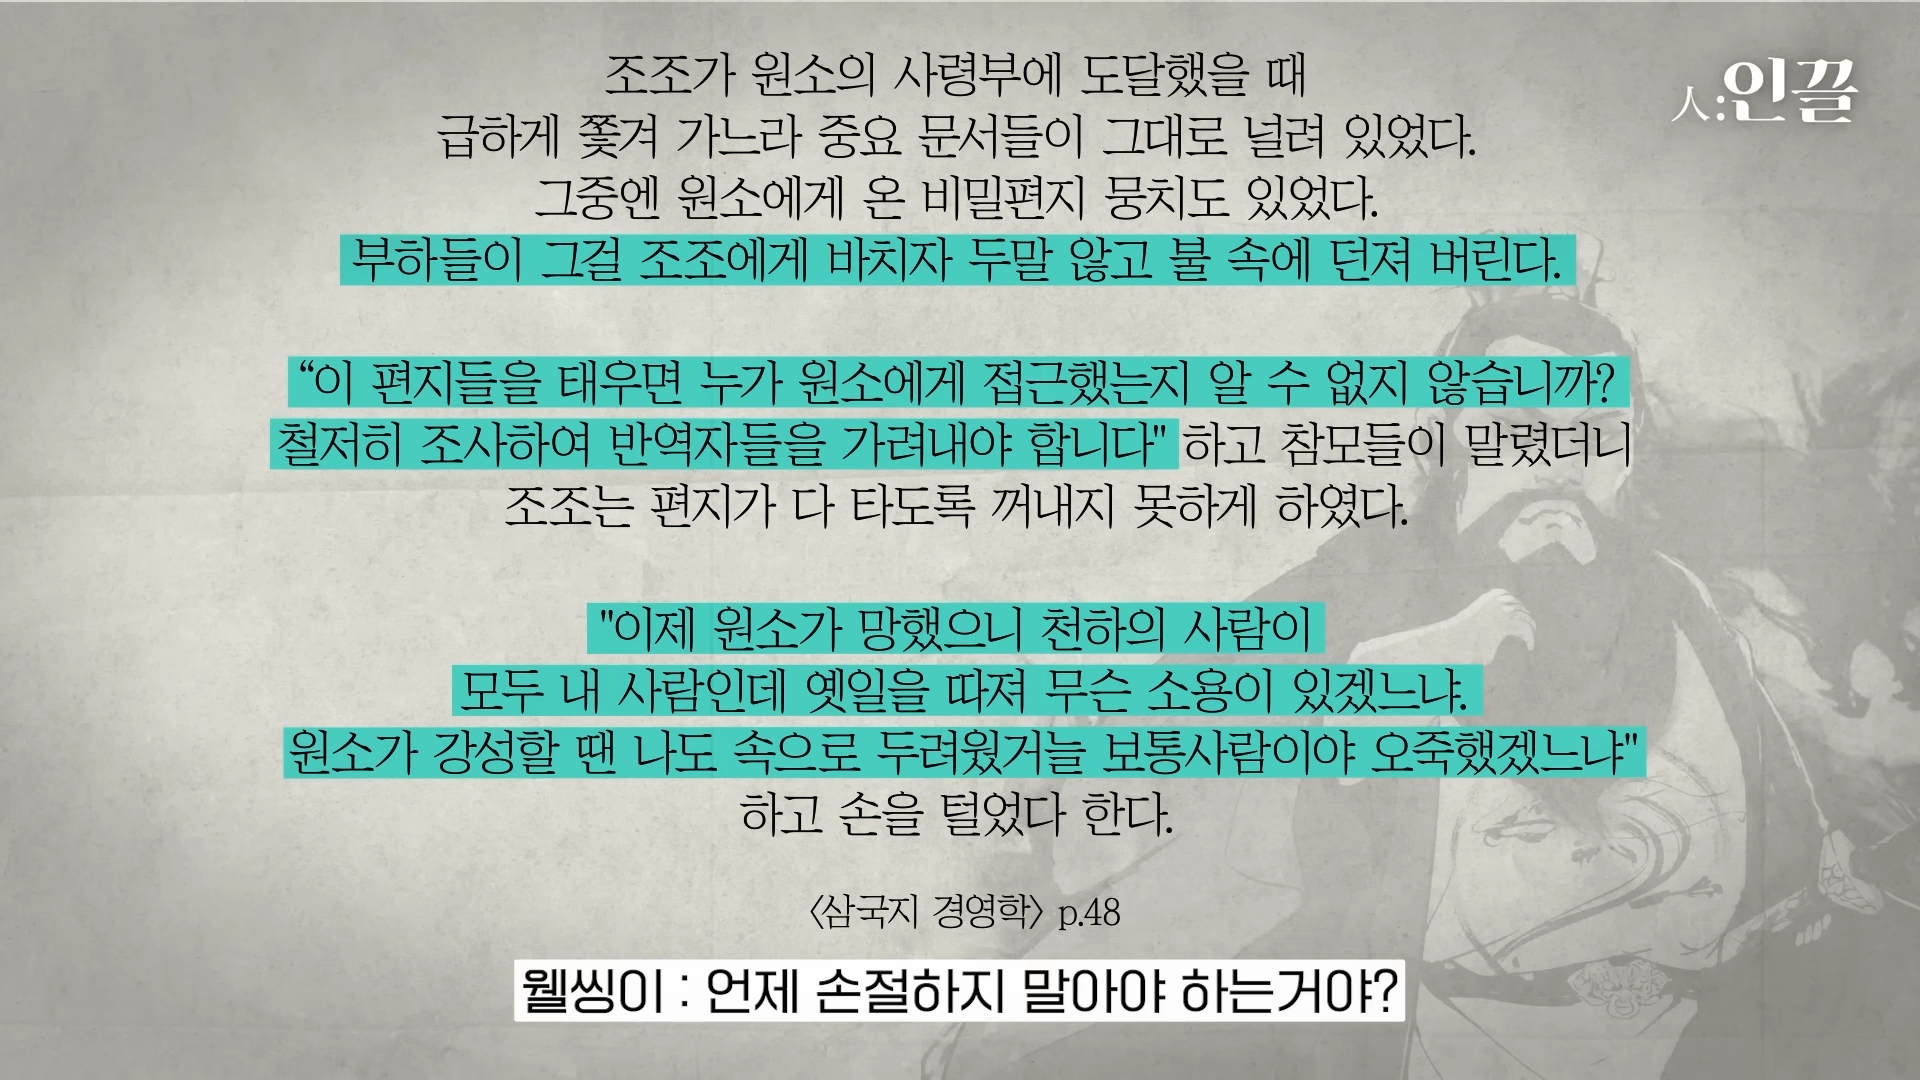 조조가 원소의 사령부에 도달했을 때
人:인끌
급하게 쫓겨 가느라 중요 문서들이 그대로 널려 있었다.
그중엔 원소에게 온 비밀편지 뭉치도 있었다.
부하들이 그걸 조조에게 바치자 두말 않고 불 속에 던져 버린다.
“이 편지들을 태우면 누가 원소에게 접근했는지 알 수 없지 않습니까?
철저히 조사하여 반역자들을 가려내야 합니다" 하고 참모들이 말렸더니
조조는 편지가 다 타도록 꺼내지 못하게 하였다.
"이제 원소가 망했으니 천하의 사람이
모두 내 사람인데 옛일을 따져 무슨 소용이 있겠느냐.
원소가 강성할 땐 나도 속으로 두려웠거늘 보통사람이야 오죽했겠느냐"
하고 손을 털었다 한다.
<삼국지 경영학> p.48
웰씽이 : 언제 손절하지 말아야 하는거야?